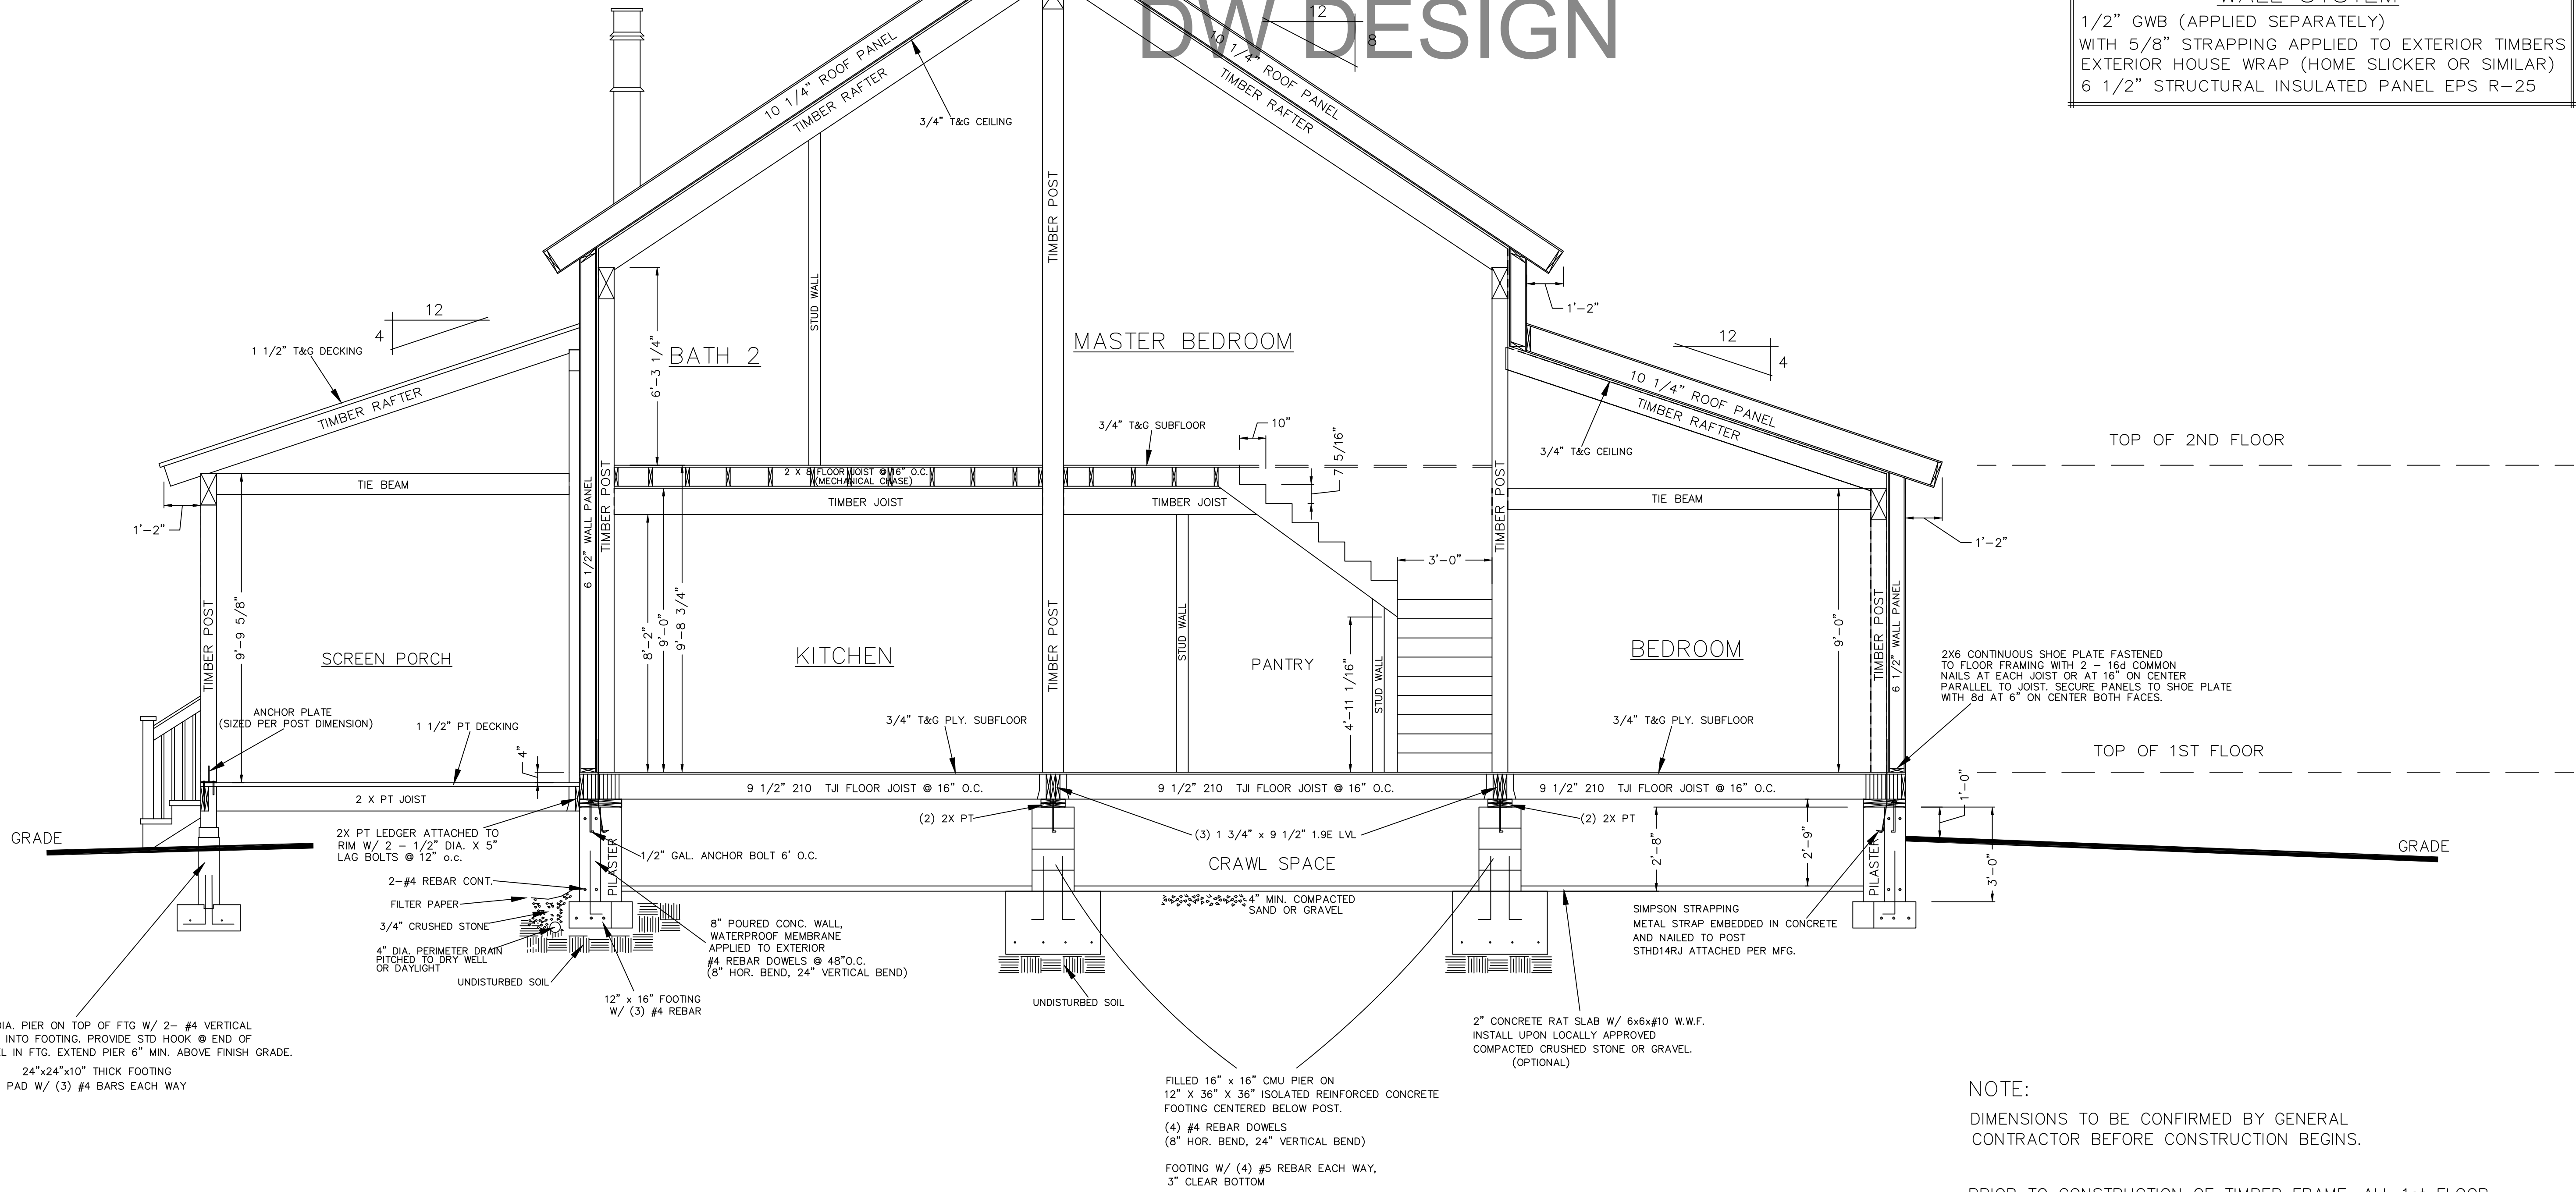 DW DESIGN
WALL SYSTEM
1/2" GWB (APPLIED SEPARATELY)
WITH 5/8" STRAPPING APPLIED TO EXTERIOR TIMBERS
EXTERIOR HOUSE WRAP (HOME SLICKER OR SIMILAR)
6 1/2" STRUCTURAL INSULATED PANEL EPS R-25
12
8
10 1/4" ROOF PANEL
TIMBER RAFTER
3/4" T&G CEILING
10 1/4" ROOF PANEL
TIMBER RAFTER
TIMBER POST
STUD WALL
1'-2"
12
4
1 1/2" T&G DECKING
TIMBER RAFTER
6'-3 1/4"
BATH 2
MASTER BEDROOM
12
4
10 1/4" ROOF PANEL
TIMBER RAFTER
3/4" T&G CEILING
3/4" T&G SUBFLOOR
10"
7 5/16"
TOP OF 2ND FLOOR
2 X 8 FLOOR JOIST @ 16" O.C.
(MECHANICAL CHASE)
TIE BEAM
TIMBER JOIST
TIMBER JOIST
TIE BEAM
1'-2"
1'-2"
6 1/2" WALL PANEL
TIMBER POST
TIMBER POST
3'-0"
TIMBER POST
9'-9 5/8"
SCREEN PORCH
8'-2"
9'-0"
9'-8 3/4"
KITCHEN
TIMBER POST
STUD WALL
PANTRY
4'-11 1/16"
STUD WALL
BEDROOM
9'-0"
TIMBER POST
6 1/2" WALL PANEL
2X6 CONTINUOUS SHOE PLATE FASTENED
TO FLOOR FRAMING WITH 2 - 16d COMMON
NAILS AT EACH JOIST OR AT 16" ON CENTER
PARALLEL TO JOIST. SECURE PANELS TO SHOE PLATE
WITH 8d AT 6" ON CENTER BOTH FACES.
ANCHOR PLATE
(SIZED PER POST DIMENSION)
1 1/2" PT DECKING
4"
3/4" T&G PLY. SUBFLOOR
3/4" T&G PLY. SUBFLOOR
TOP OF 1ST FLOOR
2 X PT JOIST
9 1/2" 210 TJI FLOOR JOIST @ 16" O.C.
9 1/2" 210 TJI FLOOR JOIST @ 16" O.C.
9 1/2" 210 TJI FLOOR JOIST @ 16" O.C.
1'-0"
GRADE
2X PT LEDGER ATTACHED TO
RIM W/ 2 - 1/2" DIA. X 5"
LAG BOLTS @ 12" o.c.
(2) 2X PT
(3) 1 3/4" x 9 1/2" 1.9E LVL
(2) 2X PT
2'-8"
2'-9"
3'-0"
GRADE
1/2" GAL. ANCHOR BOLT 6' O.C.
PILASTER
CRAWL SPACE
PILASTER
2-#4 REBAR CONT.
FILTER PAPER
3/4" CRUSHED STONE
4" DIA. PERIMETER DRAIN
PITCHED TO DRY WELL
OR DAYLIGHT
UNDISTURBED SOIL
8" POURED CONC. WALL,
WATERPROOF MEMBRANE
APPLIED TO EXTERIOR
#4 REBAR DOWELS @ 48"O.C.
(8" HOR. BEND, 24" VERTICAL BEND)
4" MIN. COMPACTED
SAND OR GRAVEL
SIMPSON STRAPPING
METAL STRAP EMBEDDED IN CONCRETE
AND NAILED TO POST
STHD14RJ ATTACHED PER MFG.
12" x 16" FOOTING
W/ (3) #4 REBAR
UNDISTURBED SOIL
DIA. PIER ON TOP OF FTG W/ 2- #4 VERTICAL
INTO FOOTING. PROVIDE STD HOOK @ END OF
L IN FTG. EXTEND PIER 6" MIN. ABOVE FINISH GRADE.
24"x24"x10" THICK FOOTING
PAD W/ (3) #4 BARS EACH WAY
2" CONCRETE RAT SLAB W/ 6x6x#10 W.W.F.
INSTALL UPON LOCALLY APPROVED
COMPACTED CRUSHED STONE OR GRAVEL.
(OPTIONAL)
FILLED 16" x 16" CMU PIER ON
12" X 36" X 36" ISOLATED REINFORCED CONCRETE
FOOTING CENTERED BELOW POST.
(4) #4 REBAR DOWELS
(8" HOR. BEND, 24" VERTICAL BEND)
FOOTING W/ (4) #5 REBAR EACH WAY,
3" CLEAR BOTTOM
NOTE:
DIMENSIONS TO BE CONFIRMED BY GENERAL
CONTRACTOR BEFORE CONSTRUCTION BEGINS.
PRIOR TO CONSTRUCTION OF TIMBER FRAME, ALL 1st FLOOR